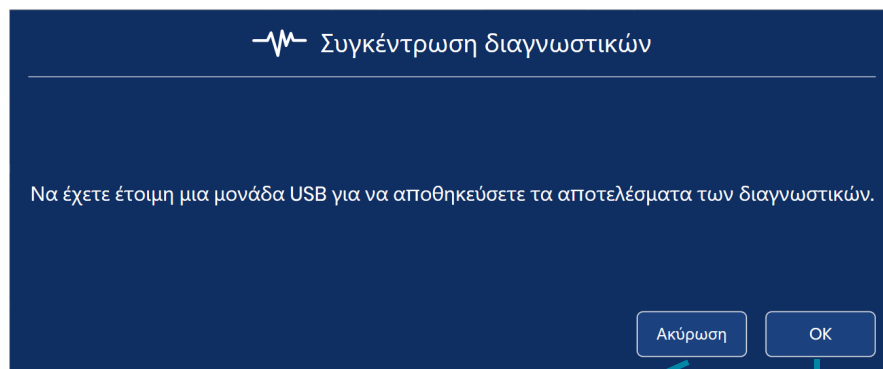 Συγκέντρωση διαγνωστικών
Να έχετε έτοιμη μια μονάδα USB για να αποθηκεύσετε τα αποτελέσματα των διαγνωστικών.
Ακύρωση
OK